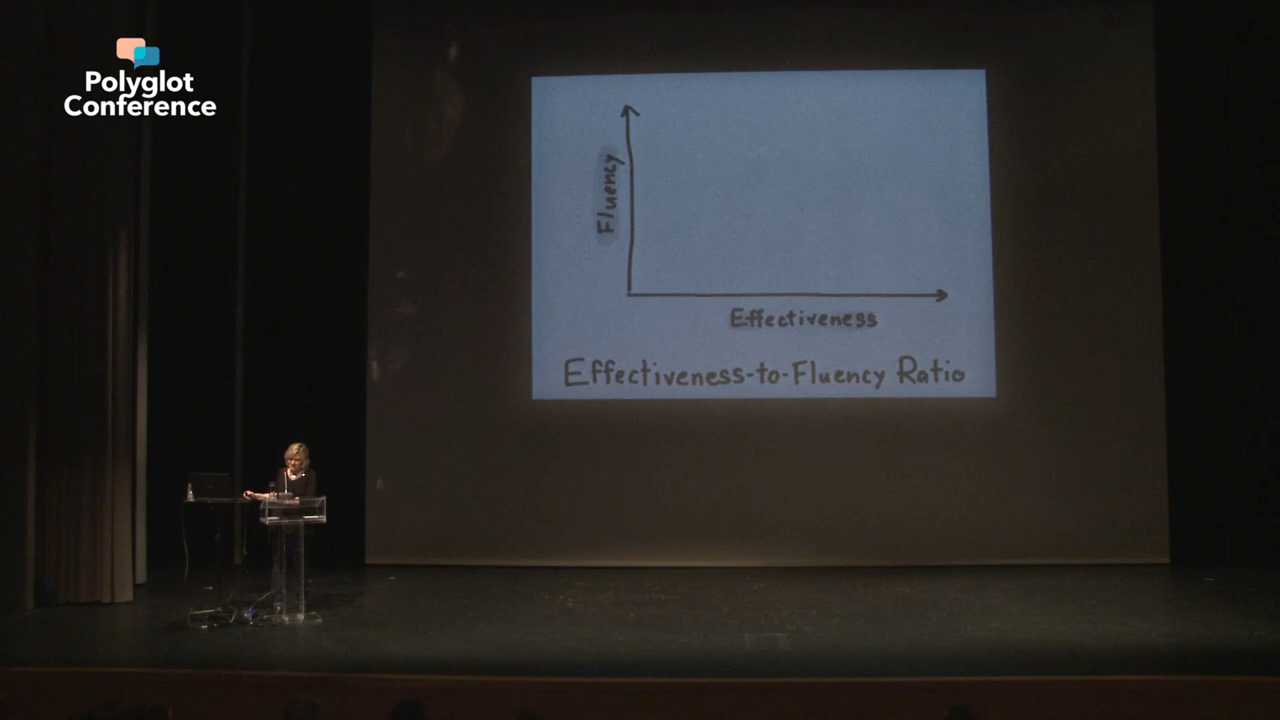 Polyglot
Conference
Fluency
Effectiveness
Effectiveness-to-Fluency Ratio